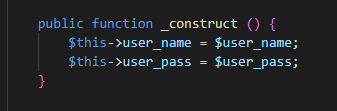 public function _construct () {
$this->user_name = $user_name;
$this->user_pass = $user_pass;
}